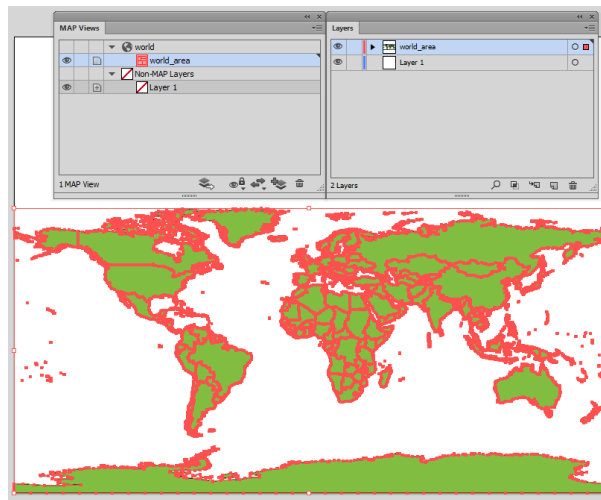 MAP Views
world
world_area
Non-MAP Layers
Layer 1
1 MAP View
Layers
world_area
Layer 1
2 Layers